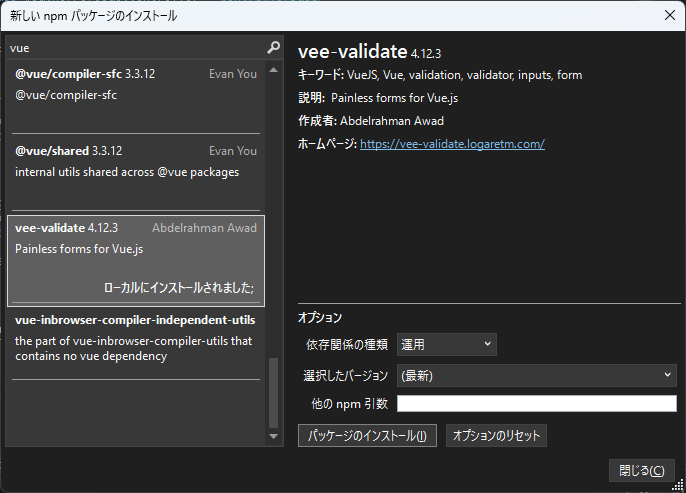 新しい npm パッケージのインストール
vue
@vue/compiler-sfc 3.3.12 Evan You
@vue/compiler-sfc
@vue/shared 3.3.12 Evan You
internal utils shared across @vue packages
vee-validate 4.12.3 Abdelrahman Awad
Painless forms for Vue.js
ローカルにインストールされました;
vue-inbrowser-compiler-independent-utils
the part of vue-inbrowser-compiler-utils that
contains no vue dependency
vee-validate 4.12.3
キーワード: VueJS, Vue, validation, validator, inputs, form
説明: Painless forms for Vue.js
作成者: Abdelrahman Awad
ホームページ: https://vee-validate.logaretm.com/
オプション
依存関係の種類 運用
選択したバージョン (最新)
他の npm 引数
パッケージのインストール(I) オプションのリセット
閉じる(C)